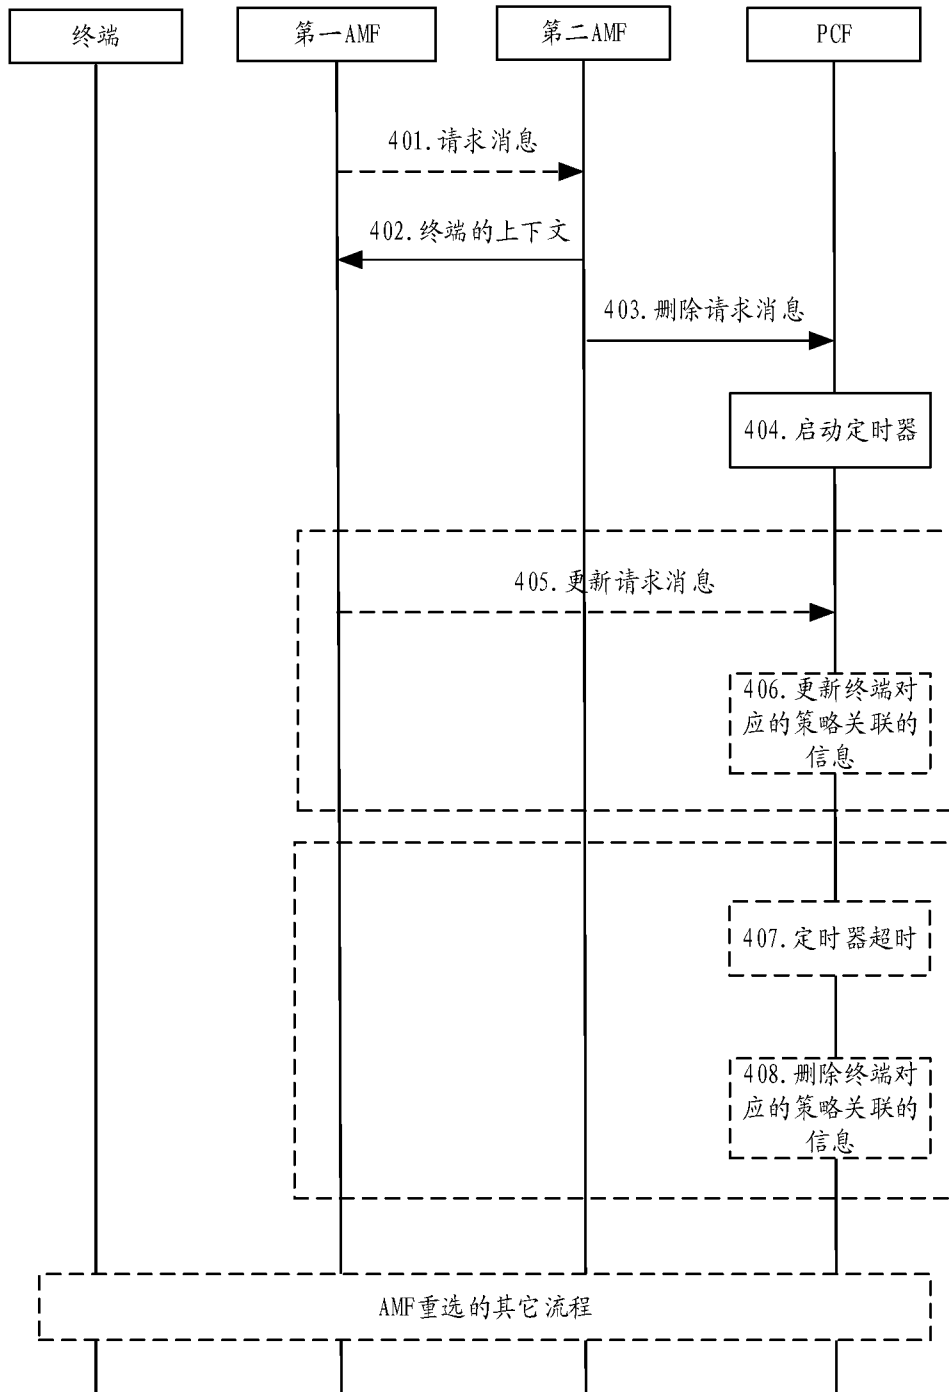 终端
第一AMF
第二AMF
PCF
401.请求消息
402.终端的上下文
403.删除请求消息
404.启动定时器
405.更新请求消息
406.更新终端对
应的策略关联的
信息
407.定时器超时
408.删除终端对
应的策略关联的
信息
AMF重选的其它流程